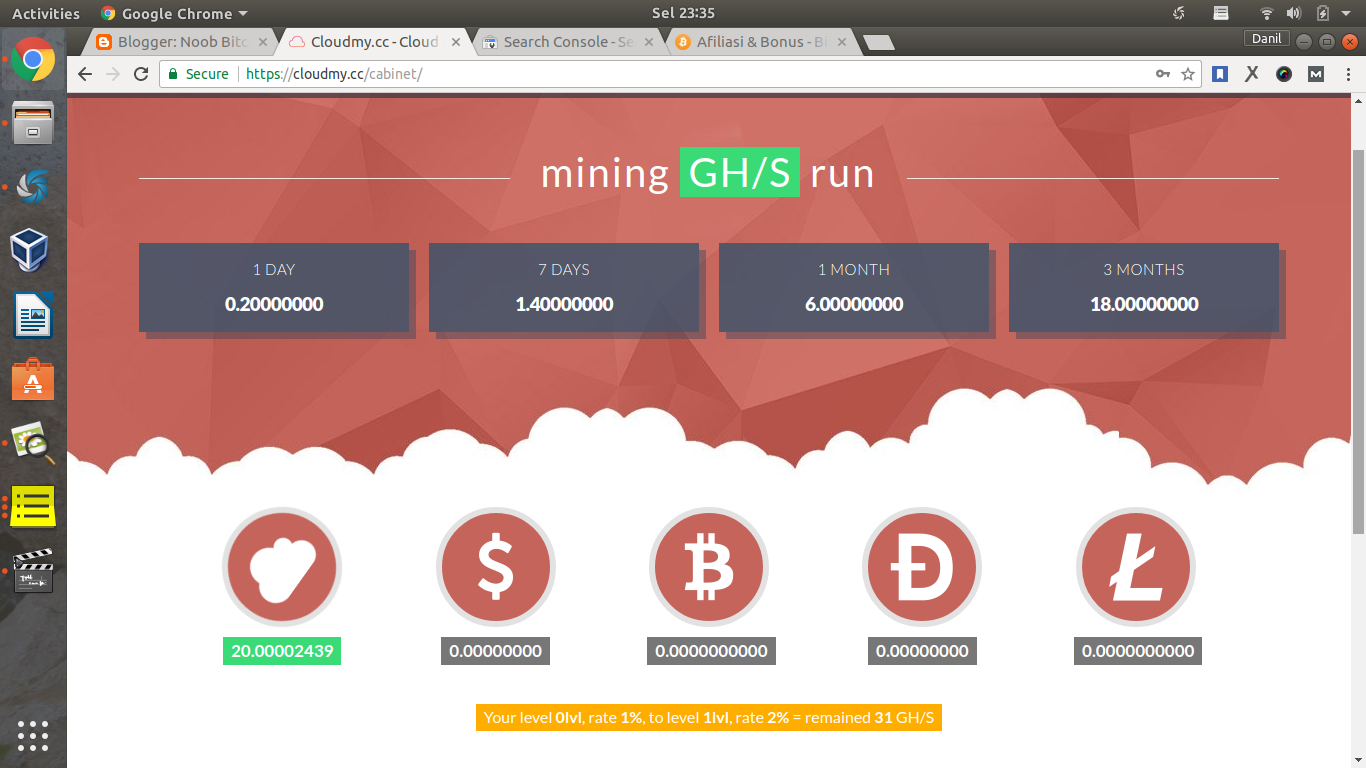 Activities Google Chrome Sel 23:35
Blogger: Noob Bitc Cloudmy.cc - Cloud Search Console - Se Afiliasi & Bonus - B Danil
Secure https://cloudmy.cc/cabinet/
mining GH/S run
1 DAY 7 DAYS 1 MONTH 3 MONTHS
0.20000000 1.40000000 6.00000000 18.00000000
20.00002439 0.00000000 0.0000000000 0.00000000 0.0000000000
Your level 0lvl, rate 1%, to level 1lvl, rate 2% = remained 31 GH/S